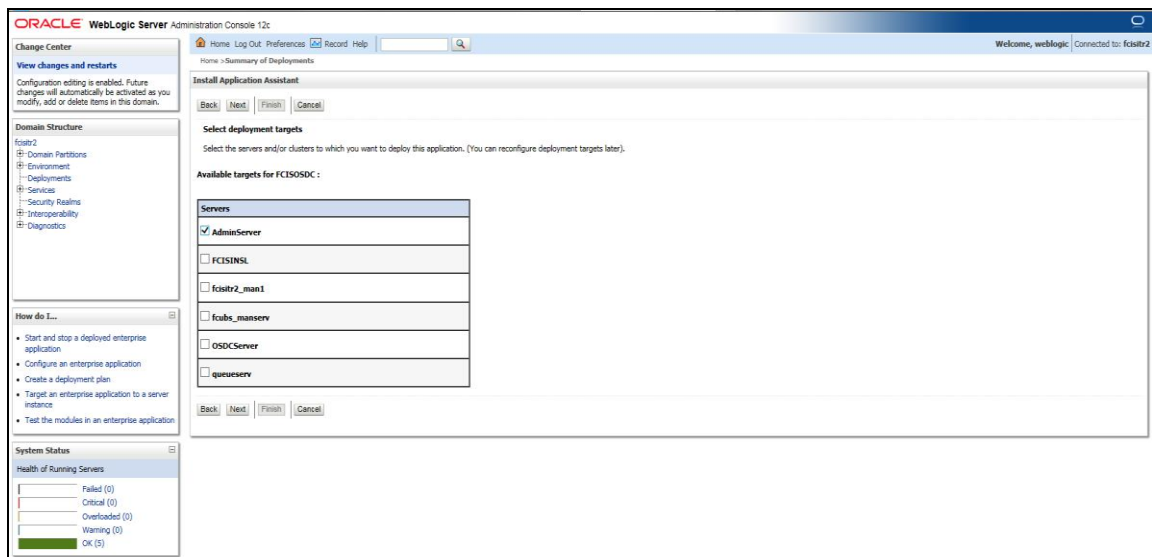 ORACLE WebLogic Server Administration Console 12c
Change Center
View changes and restarts
Configuration editing is enabled. Future
changes will automatically be activated as you
modify, add or delete items in this domain.
Domain Structure
fcisitr2
Domain Partitions
Environment
Deployments
Services
Security Realms
Interoperability
Diagnostics
How do I...
Start and stop a deployed enterprise
application
Configure an enterprise application
Create a deployment plan
Target an enterprise application to a server
instance
Test the modules in an enterprise application
System Status
Health of Running Servers
Failed (0)
Critical (0)
Overloaded (0)
Warning (0)
OK (5)
Home Log Out Preferences Record Help
Welcome, weblogic Connected to: fcisitr2
Home >Summary of Deployments
Install Application Assistant
Back Next Finish Cancel
Select deployment targets
Select the servers and/or clusters to which you want to deploy this application. (You can reconfigure deployment targets later).
Available targets for FCISOSDC :
Servers
AdminServer
FCISINSL
fcisitr2_man1
fcubs_manserv
OSDCServer
queueserv
Back Next Finish Cancel